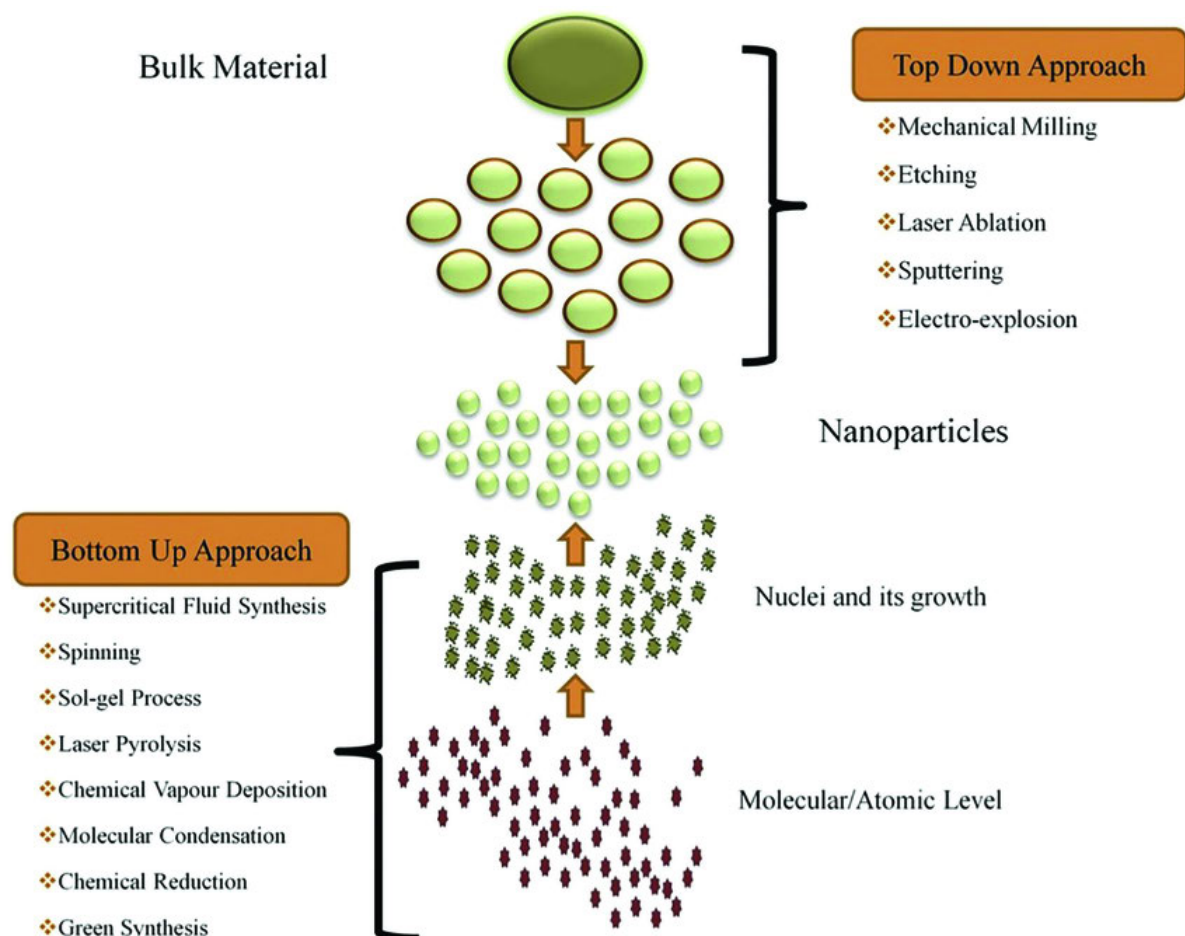 Bulk Material
Top Down Approach
❖Mechanical Milling
❖Etching
❖Laser Ablation
❖Sputtering
❖Electro-explosion
Nanoparticles
Bottom Up Approach
❖Supercritical Fluid Synthesis
❖Spinning
❖Sol-gel Process
❖Laser Pyrolysis
❖Chemical Vapour Deposition
❖Molecular Condensation
❖Chemical Reduction
❖Green Synthesis
Nuclei and its growth
Molecular/Atomic Level